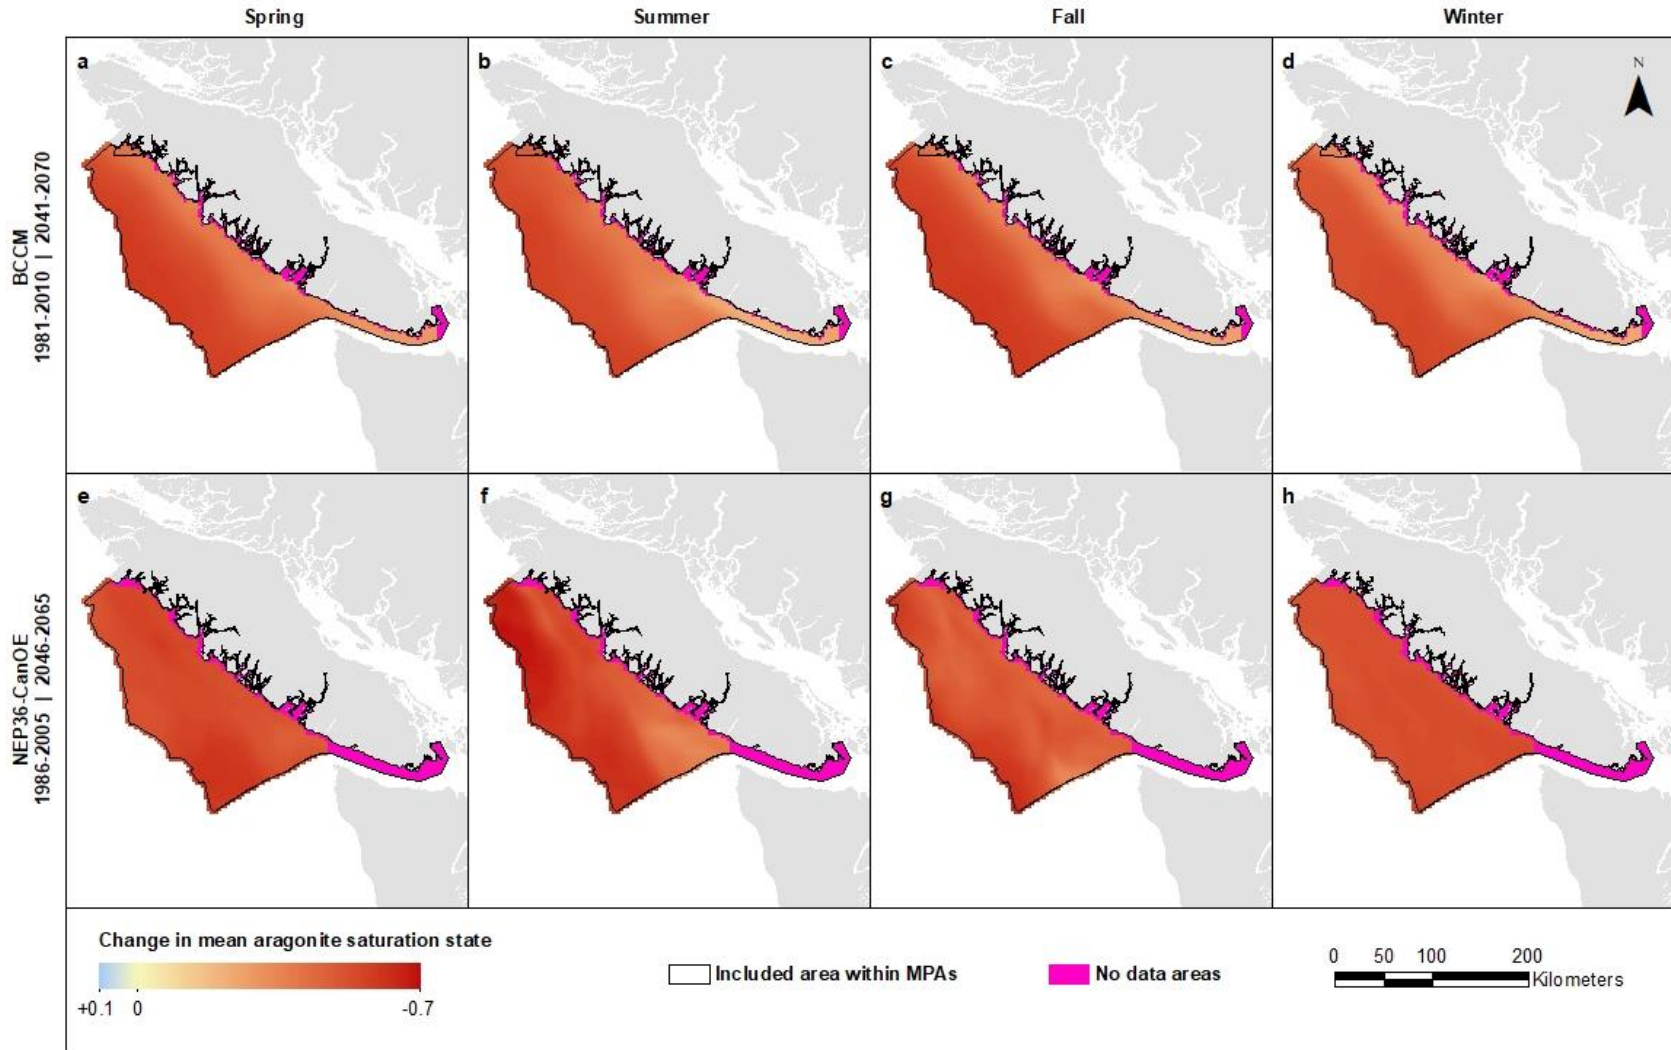 Spring
Summer
Fall
Winter
a
b
c
d
N
BCCM
1981-2010 | 2041-2070
e
f
g
h
NEP36-CanOE
1986-2005 | 2046-2065
Change in mean aragonite saturation state
+0.1 0 -0.7
Included area within MPAs
No data areas
0 50 100 200
Kilometers